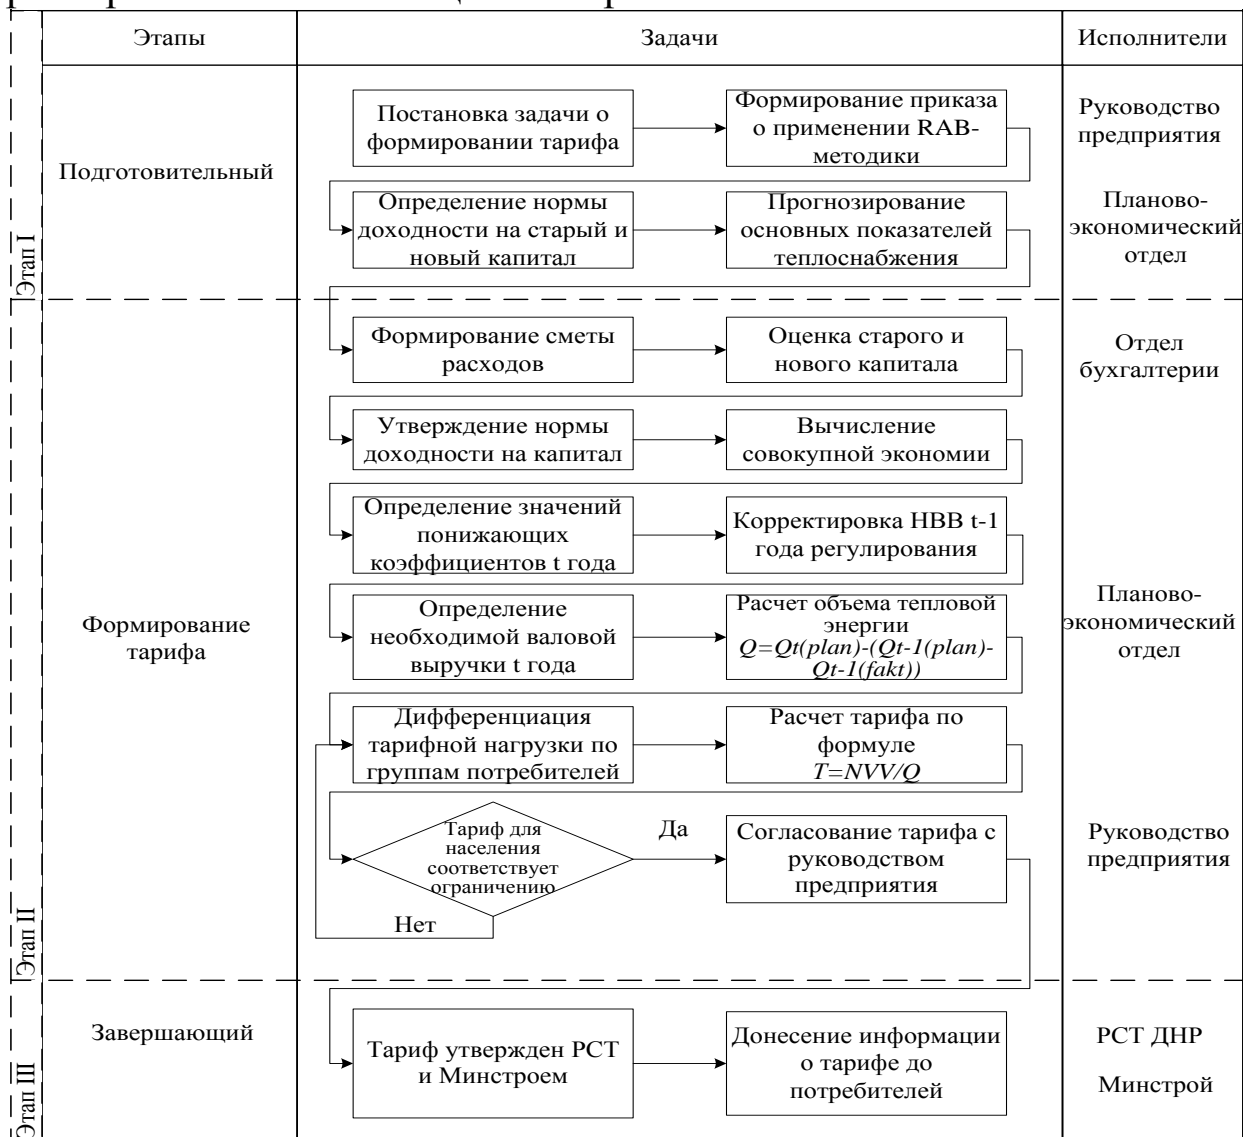 Этапы
Задачи
Исполнители
Этап I
Подготовительный
Постановка задачи о
формировании тарифа
Формирование приказа
о применении RAB-
методики
Руководство
предприятия
Определение нормы
доходности на старый и
новый капитал
Прогнозирование
основных показателей
теплоснабжения
Планово-
экономический
отдел
Этап II
Формирование
тарифа
Формирование сметы
расходов
Оценка старого и
нового капитала
Отдел
бухгалтерии
Утверждение нормы
доходности на капитал
Вычисление
совокупной экономии
Определение значений
понижающих
коэффициентов t года
Корректировка НВВ t-1
года регулирования
Определение
необходимой валовой
выручки t года
Расчет объема тепловой
энергии
Q=Qt(plan)-(Qt-1(plan)-
Qt-1(fakt))
Планово-
экономический
отдел
Дифференциация
тарифной нагрузки по
группам потребителей
Расчет тарифа по
формуле
T=NVV/Q
Тариф для
населения
соответствует
ограничению
Да
Нет
Согласование тарифа с
руководством
предприятия
Руководство
предприятия
Этап III
Завершающий
Тариф утвержден РСТ
и Минстроем
Донесение информации
о тарифе до
потребителей
РСТ ДНР
Минстрой